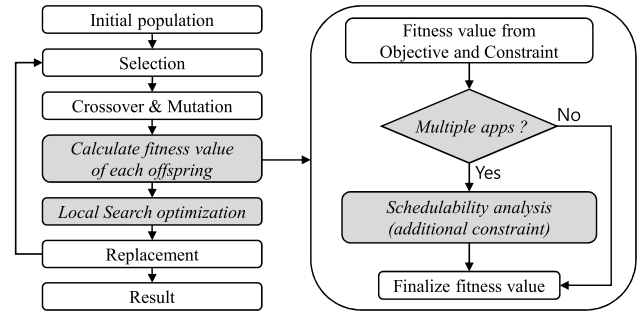 Initial population
Selection
Crossover & Mutation
Calculate fitness value
of each offspring
Local Search optimization
Replacement
Result
Fitness value from
Objective and Constraint
Multiple apps ?
No
Yes
Schedulability analysis
(additional constraint)
Finalize fitness value